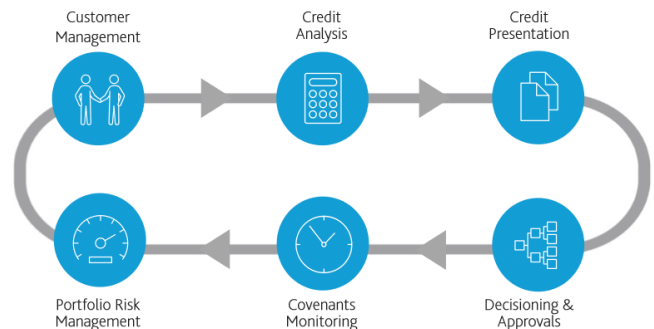 Customer
Management
Credit
Analysis
Credit
Presentation
Portfolio Risk
Management
Covenants
Monitoring
Decisioning &
Approvals